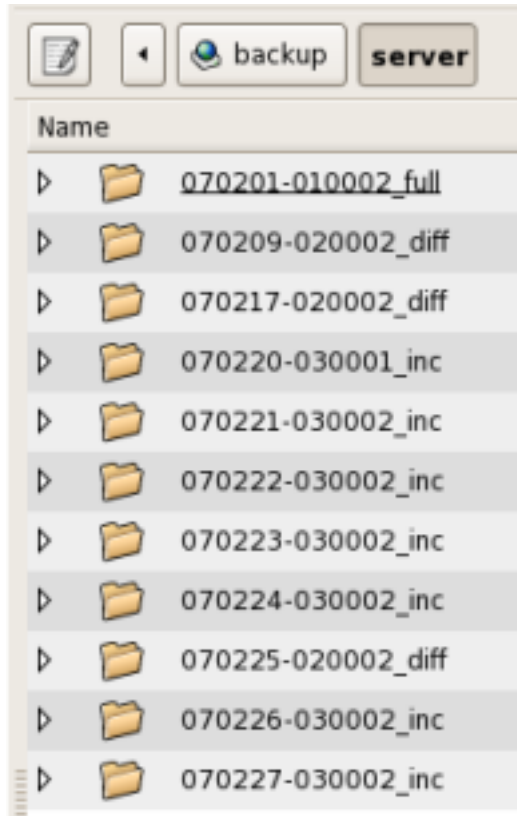 backup server
Name
070201-010002_full
070209-020002_diff
070217-020002_diff
070220-030001_inc
070221-030002_inc
070222-030002_inc
070223-030002_inc
070224-030002_inc
070225-020002_diff
070226-030002_inc
070227-030002_inc